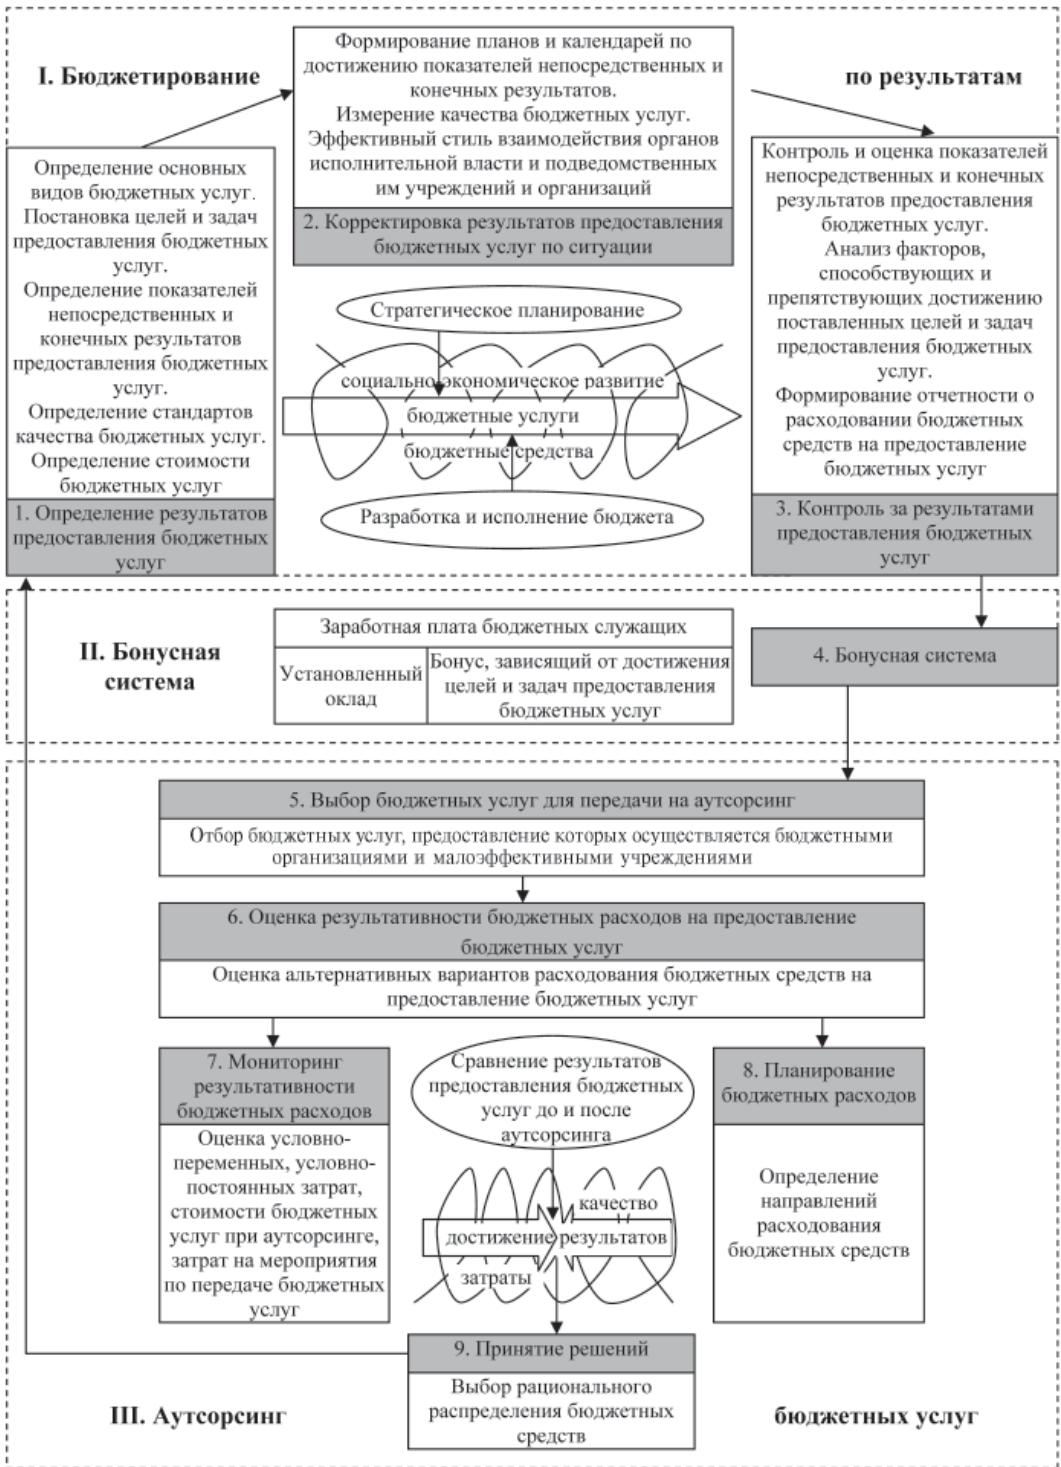 I. Бюджетирование
по результатам
Формирование планов и календарей по
достижению показателей непосредственных и
конечных результатов.
Измерение качества бюджетных услуг.
Эффективный стиль взаимодействия органов
исполнительной власти и подведомственных
им учреждений и организаций
2. Корректировка результатов предоставления
бюджетных услуг по ситуации
Определение основных
видов бюджетных услуг.
Постановка целей и задач
предоставления бюджетных
услуг.
Определение показателей
непосредственных и
конечных результатов
предоставления бюджетных
услуг.
Определение стандартов
качества бюджетных услуг.
Определение стоимости
бюджетных услуг
1. Определение результатов
предоставления бюджетных
услуг
Стратегическое планирование
социально-экономическое развитие
бюджетные услуги
бюджетные средства
Разработка и исполнение бюджета
Контроль и оценка показателей
непосредственных и конечных
результатов предоставления
бюджетных услуг.
Анализ факторов,
способствующих и
препятствующих достижению
поставленных целей и задач
предоставления бюджетных
услуг.
Формирование отчетности о
расходовании бюджетных
средств на предоставление
бюджетных услуг
3. Контроль за результатами
предоставления бюджетных
услуг
II. Бонусная
система
Заработная плата бюджетных служащих
Установленный
оклад
Бонус, зависящий от достижения
целей и задач предоставления
бюджетных услуг
4. Бонусная система
5. Выбор бюджетных услуг для передачи на аутсорсинг
Отбор бюджетных услуг, предоставление которых осуществляется бюджетными
организациями и малоэффективными учреждениями
6. Оценка результативности бюджетных расходов на предоставление
бюджетных услуг
Оценка альтернативных вариантов расходования бюджетных средств на
предоставление бюджетных услуг
7. Мониторинг
результативности
бюджетных расходов
Оценка условно-
переменных, условно-
постоянных затрат,
стоимости бюджетных
услуг при аутсорсинге,
затрат на мероприятия
по передаче бюджетных
услуг
Сравнение результатов
предоставления бюджетных
услуг до и после
аутсорсинга
качество
достижение результатов
затраты
8. Планирование
бюджетных расходов
Определение
направлений
расходования
бюджетных средств
9. Принятие решений
Выбор рационального
распределения бюджетных
средств
III. Аутсорсинг
бюджетных услуг